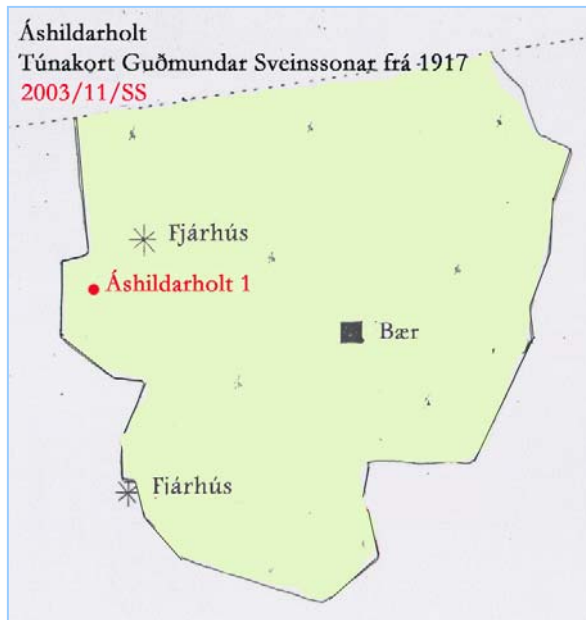 Áshildarholt
Túnakort Guðmundar Sveinssonar frá 1917
2003/11/SS
Fjárhús
Áshildarholt 1
Bær
Fjárhús